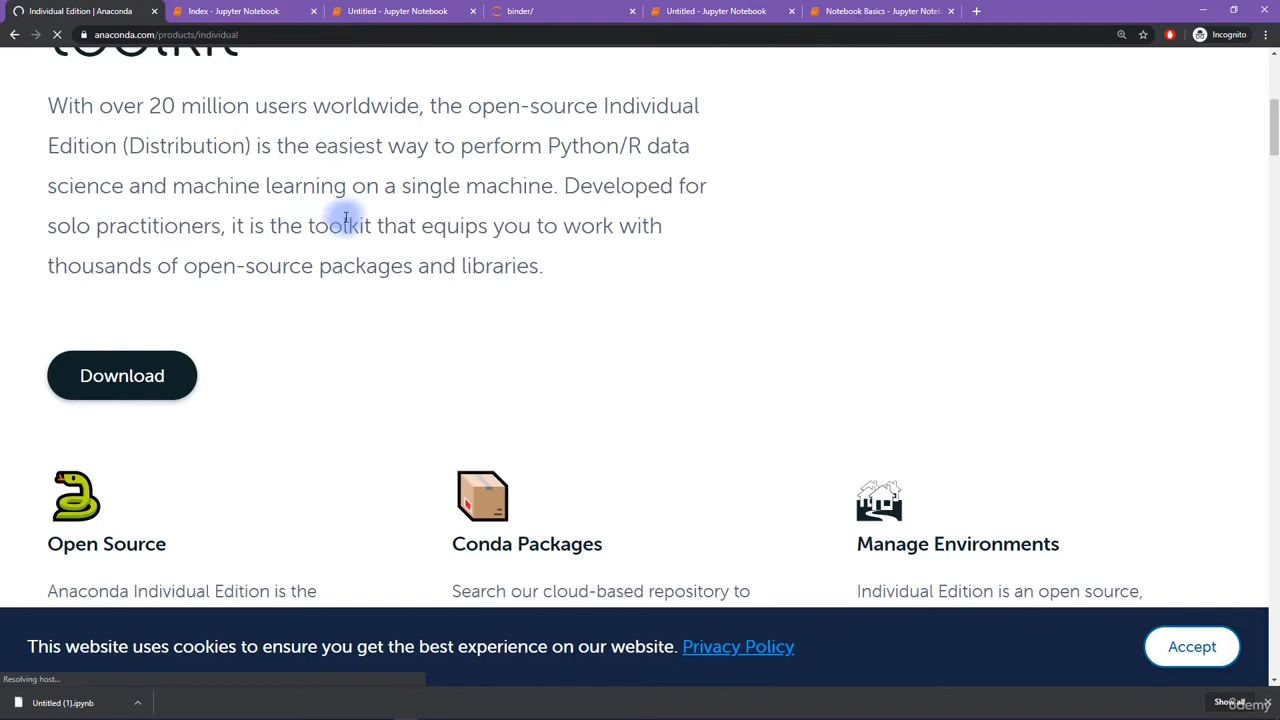 Individual Edition | Anaconda
Index - Jupyter Notebook
Untitled - Jupyter Notebook
binder/
Untitled - Jupyter Notebook
Notebook Basics - Jupyter Noteb
anaconda.com/products/individual
Incognito
toolkit
With over 20 million users worldwide, the open-source Individual
Edition (Distribution) is the easiest way to perform Python/R data
science and machine learning on a single machine. Developed for
solo practitioners, it is the toolkit that equips you to work with
thousands of open-source packages and libraries.
Download
Open Source
Conda Packages
Manage Environments
Anaconda Individual Edition is the
Search our cloud-based repository to
Individual Edition is an open source,
This website uses cookies to ensure you get the best experience on our website. Privacy Policy
Accept
Resolving host...
Untitled (1).ipynb
Show all
udemy